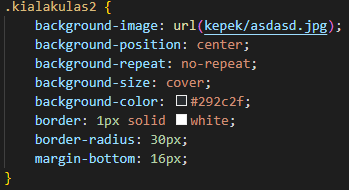 .kialakulas2 {
background-image: url(kepek/asdasd.jpg);
background-position: center;
background-repeat: no-repeat;
background-size: cover;
background-color: #292c2f;
border: 1px solid white;
border-radius: 30px;
margin-bottom: 16px;
}